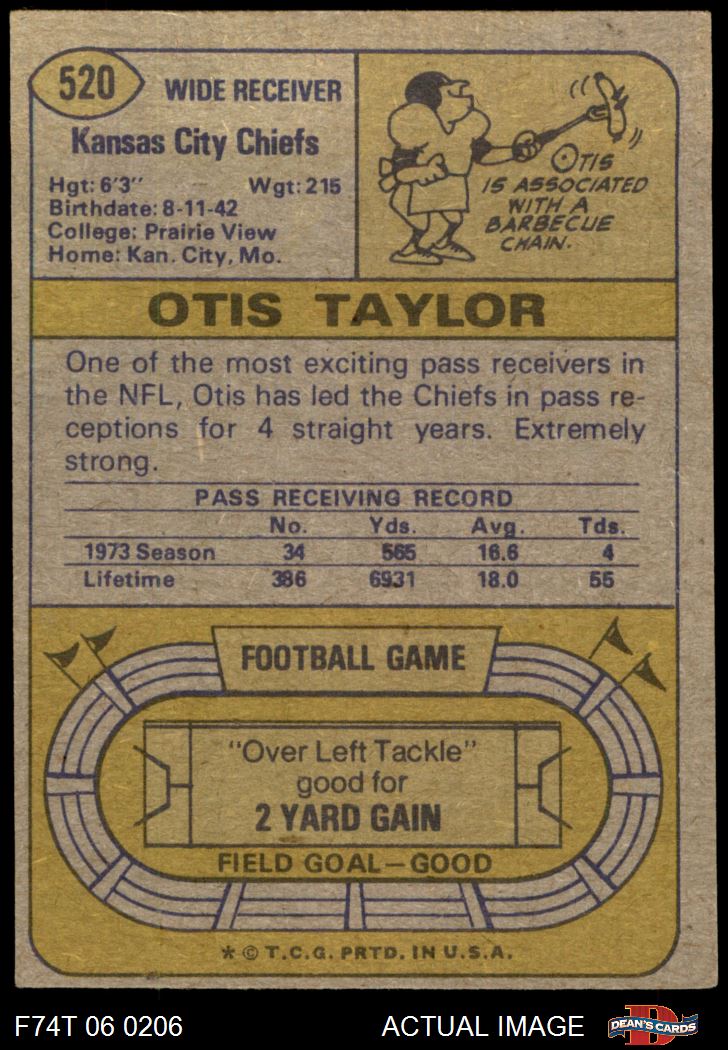 520
WIDE RECEIVER
Kansas City Chiefs
Hgt: 6'3" Wgt: 215
Birthdate: 8-11-42
College: Prairie View
Home: Kan. City, Mo.
OTIS
IS ASSOCIATED
WITH A
BARBECUE
CHAIN.
OTIS TAYLOR
One of the most exciting pass receivers in
the NFL, Otis has led the Chiefs in pass re-
ceptions for 4 straight years. Extremely
strong.
PASS RECEIVING RECORD
No. Yds. Avg. Tds.
1973 Season 34 565 16.6 4
Lifetime 386 6931 18.0 55
FOOTBALL GAME
"Over Left Tackle"
good for
2 YARD GAIN
FIELD GOAL—GOOD
* © T.C.G. PRTD. IN U.S.A.
F74T 06 0206 ACTUAL IMAGE
D
DEAN'S CARDS